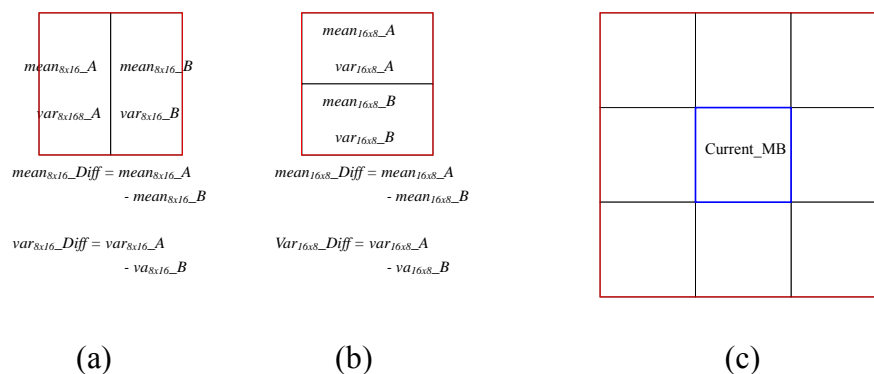 mean8x16_A mean8x16_B
var8x168_A var8x16_B
mean8x16_Diff = mean8x16_A
- mean8x16_B
var8x16_Diff = var8x16_A
- va8x16_B
(a)
mean16x8_A
var16x8_A
mean16x8_B
var16x8_B
mean16x8_Diff = mean16x8_A
- mean16x8_B
Var16x8_Diff = var16x8_A
- va16x8_B
(b)
Current_MB
(c)